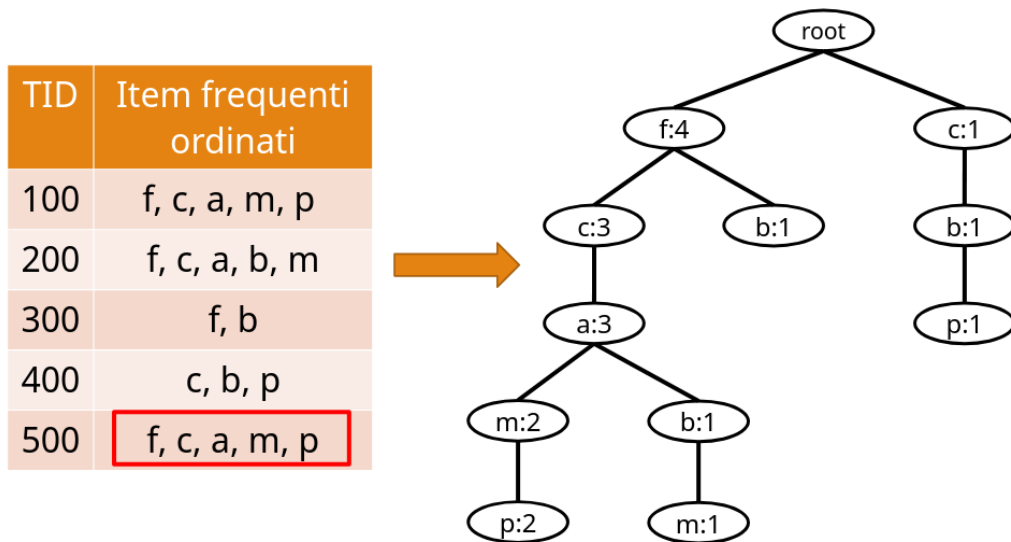 TID Item frequenti
ordinati
100 f, c, a, m, p
200 f, c, a, b, m
300 f, b
400 c, b, p
500 f, c, a, m, p
root
f:4 c:1
c:3 b:1 b:1
a:3 p:1
m:2 b:1
p:2 m:1